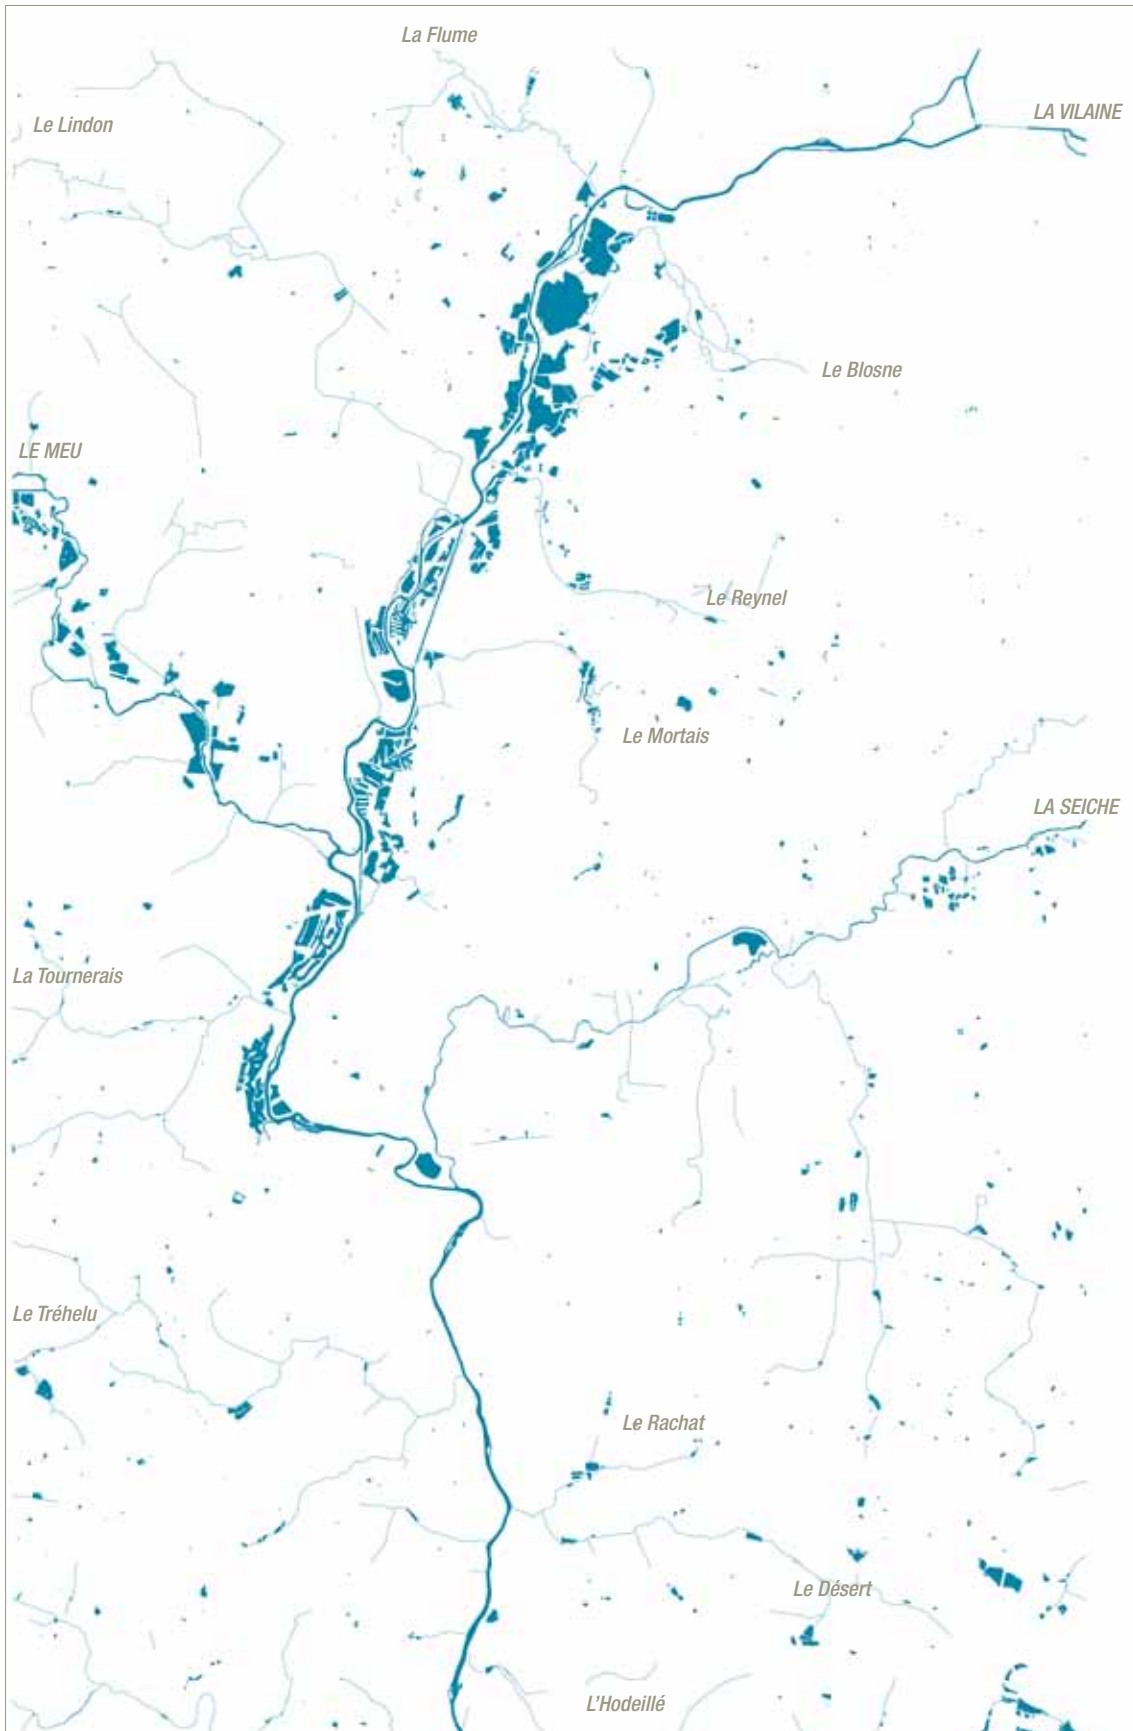 La Flume
LA VILAINE
Le Lindon
Le Blosne
LE MEU
Le Reynel
Le Mortais
LA SEICHE
La Tournerais
Le Tréhelu
Le Rachat
Le Désert
L'Hodeillé